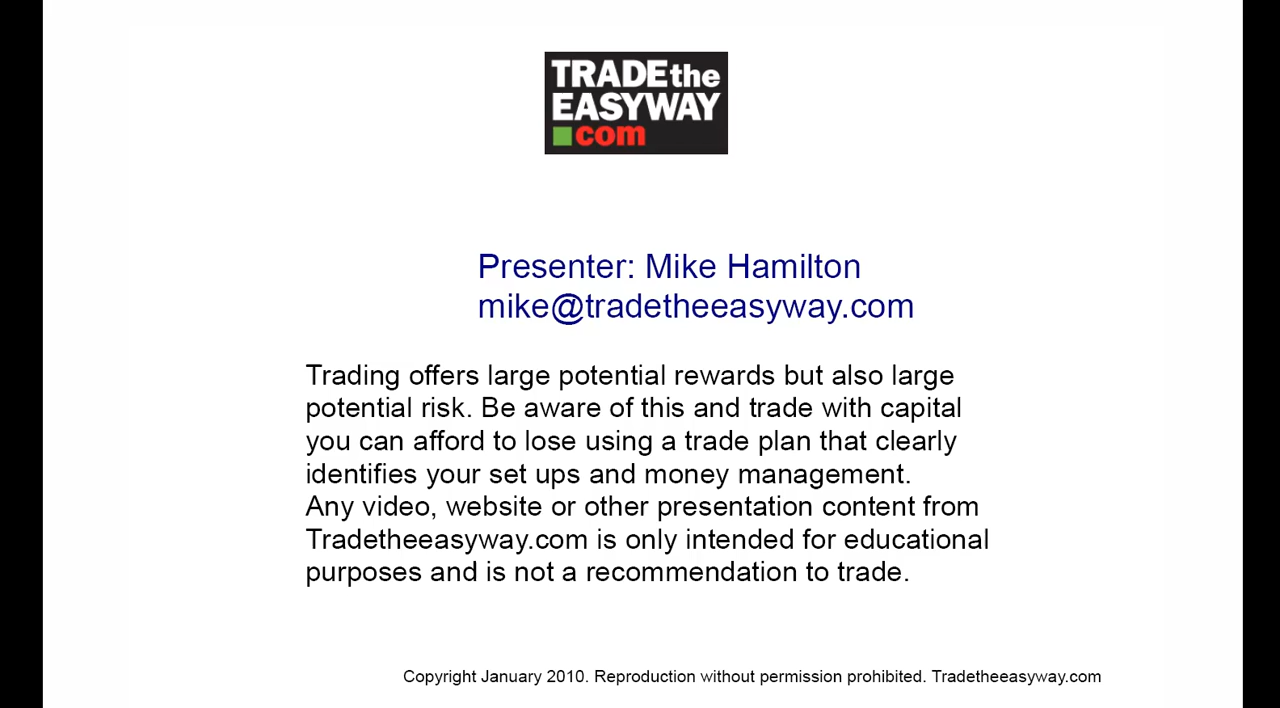 TRADEthe
EASYWAY
.com
Presenter: Mike Hamilton
mike@tradetheeasyway.com
Trading offers large potential rewards but also large
potential risk. Be aware of this and trade with capital
you can afford to lose using a trade plan that clearly
identifies your set ups and money management.
Any video, website or other presentation content from
Tradetheeasyway.com is only intended for educational
purposes and is not a recommendation to trade.
Copyright January 2010. Reproduction without permission prohibited. Tradetheeasyway.com